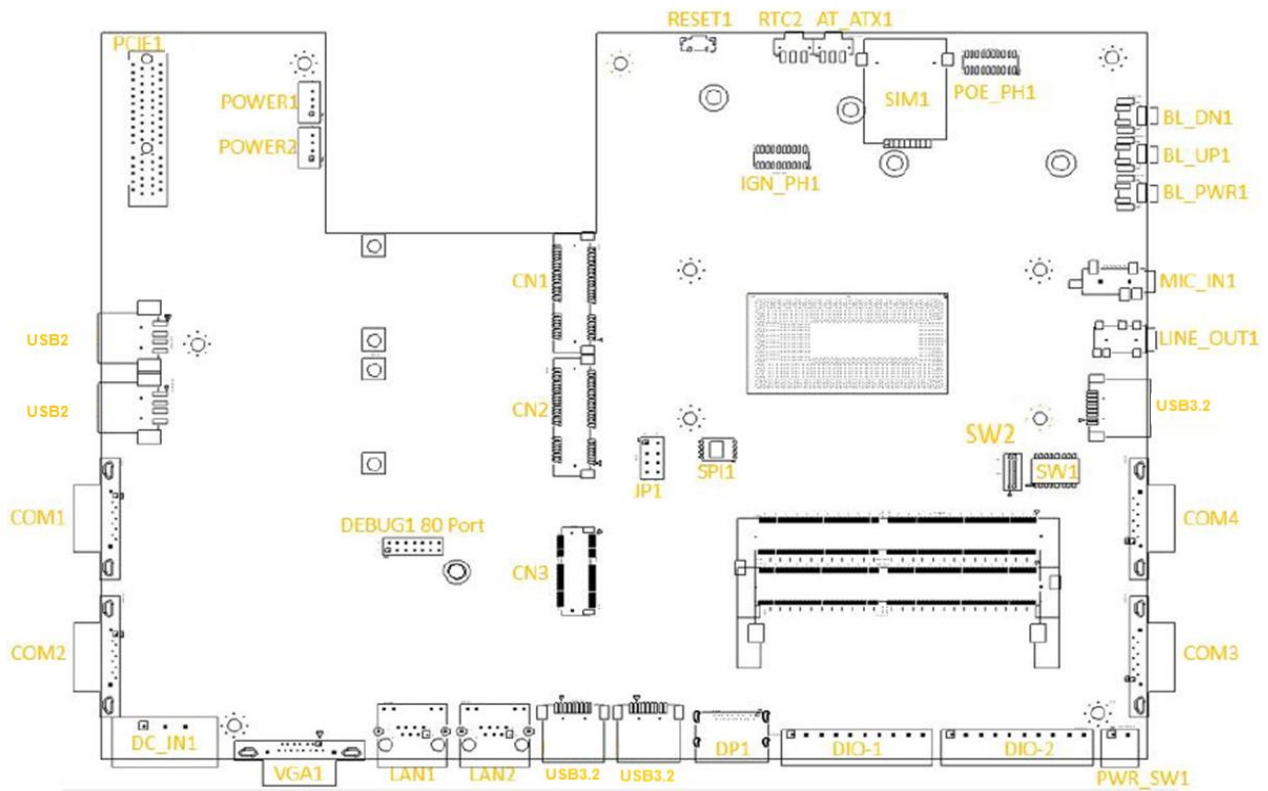 RESET1
RTC2
AT_ATX1
PCIE1
POWER1
POWER2
SIM1
POE_PH1
IGN_PH1
BL_DN1
BL_UP1
BL_PWR1
CN1
MIC_IN1
USB2
LINE_OUT1
USB2
CN2
USB3.2
SW2
JP1
SPI1
SW1
COM1
DEBUG1 80 Port
COM4
CN3
COM2
COM3
DC_IN1
VGA1
LAN1
LAN2
USB3.2
USB3.2
DP1
DIO-1
DIO-2
PWR_SW1